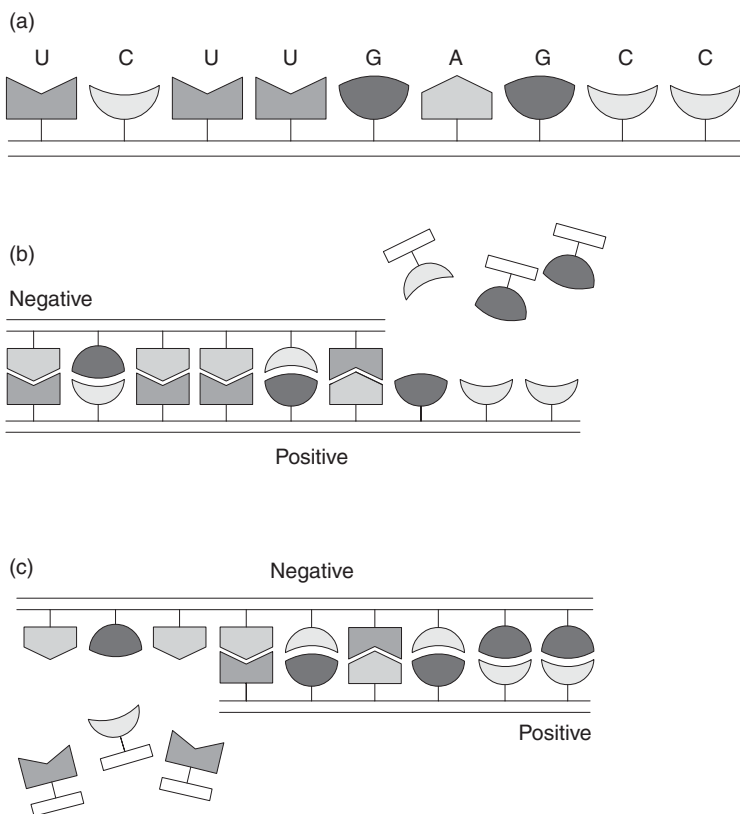 (a)
U C U U G A G C C
(b)
Negative
Positive
(c)
Negative
Positive